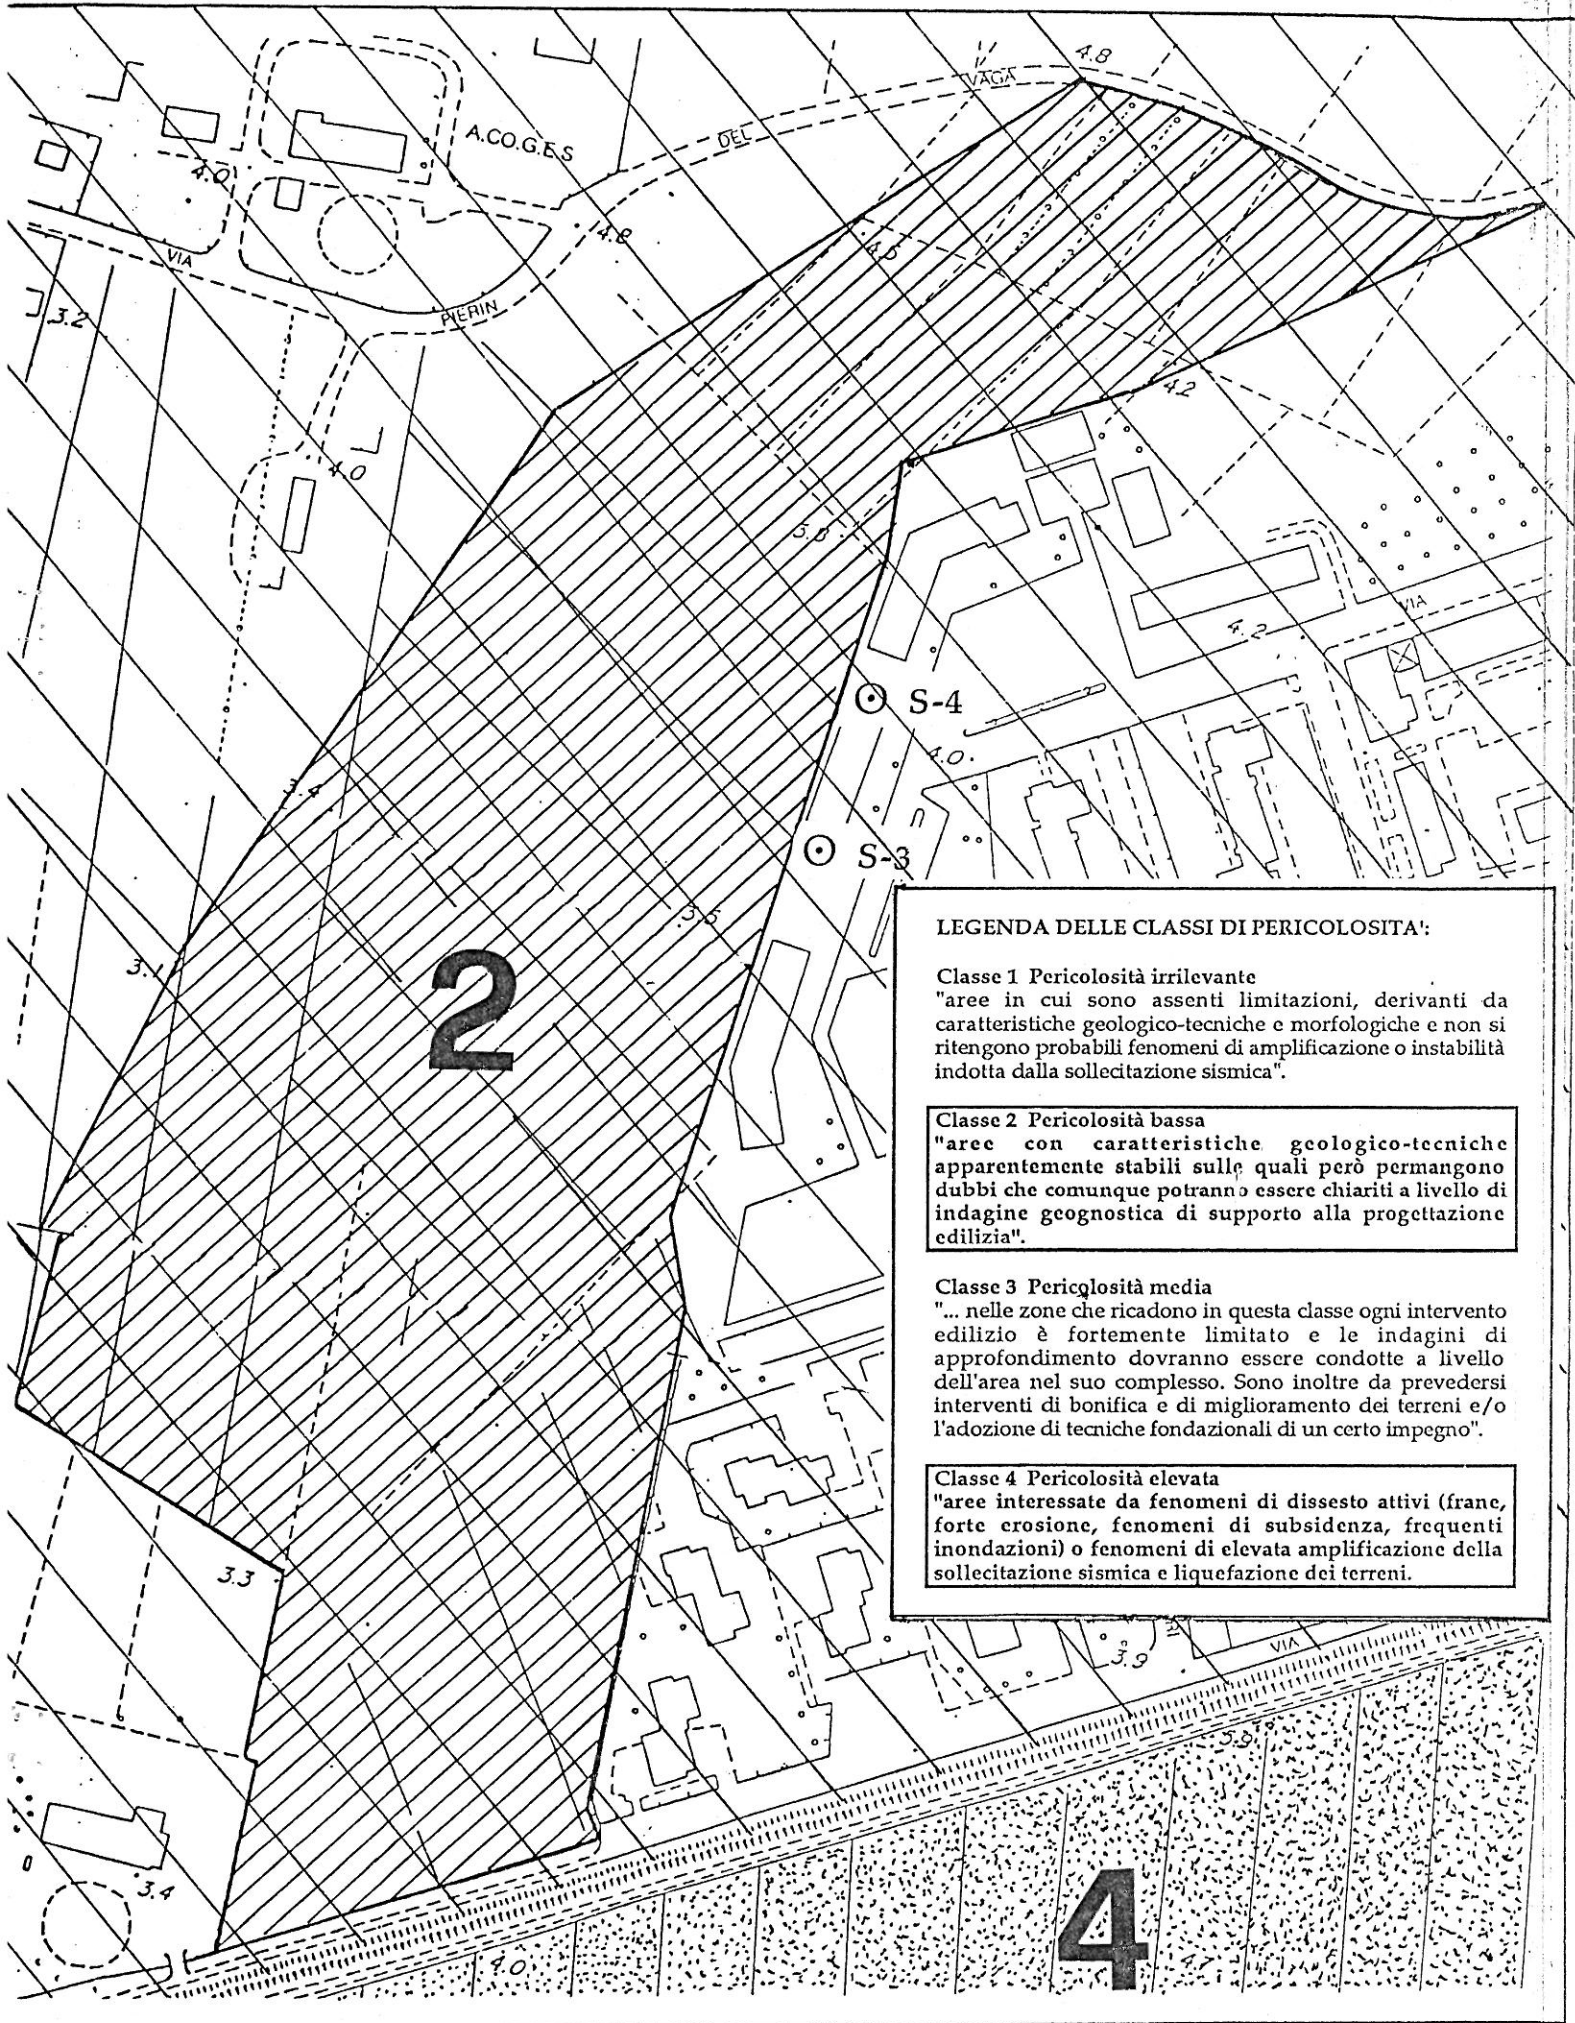 4.8
VAGA
DEL
A.CO.G.E.S
4.0
4.8
VIA
PIERIN
3.2
4.5
4.2
4.0
5.8
VIA
4.2
S-4
4.0
3.4
S-3
3.5
3.1
2
LEGENDA DELLE CLASSI DI PERICOLOSITA':
Classe 1 Pericolosità irrilevante
"aree in cui sono assenti limitazioni, derivanti da
caratteristiche geologico-tecniche e morfologiche e non si
ritengono probabili fenomeni di amplificazione o instabilità
indotta dalla sollecitazione sismica".
Classe 2 Pericolosità bassa
"aree con caratteristiche geologico-tecniche
apparentemente stabili sulle quali però permangono
dubbi che comunque potranno essere chiariti a livello di
indagine geognostica di supporto alla progettazione
edilizia".
Classe 3 Pericolosità media
"... nelle zone che ricadono in questa classe ogni intervento
edilizio è fortemente limitato e le indagini di
approfondimento dovranno essere condotte a livello
dell'area nel suo complesso. Sono inoltre da prevedersi
interventi di bonifica e di miglioramento dei terreni e/o
l'adozione di tecniche fondazionali di un certo impegno".
Classe 4 Pericolosità elevata
"aree interessate da fenomeni di dissesto attivi (frane,
forte erosione, fenomeni di subsidenza, frequenti
inondazioni) o fenomeni di elevata amplificazione della
sollecitazione sismica e liquefazione dei terreni.
3.3
VIA
3.9
5.9
3.4
4
4.0
4.7